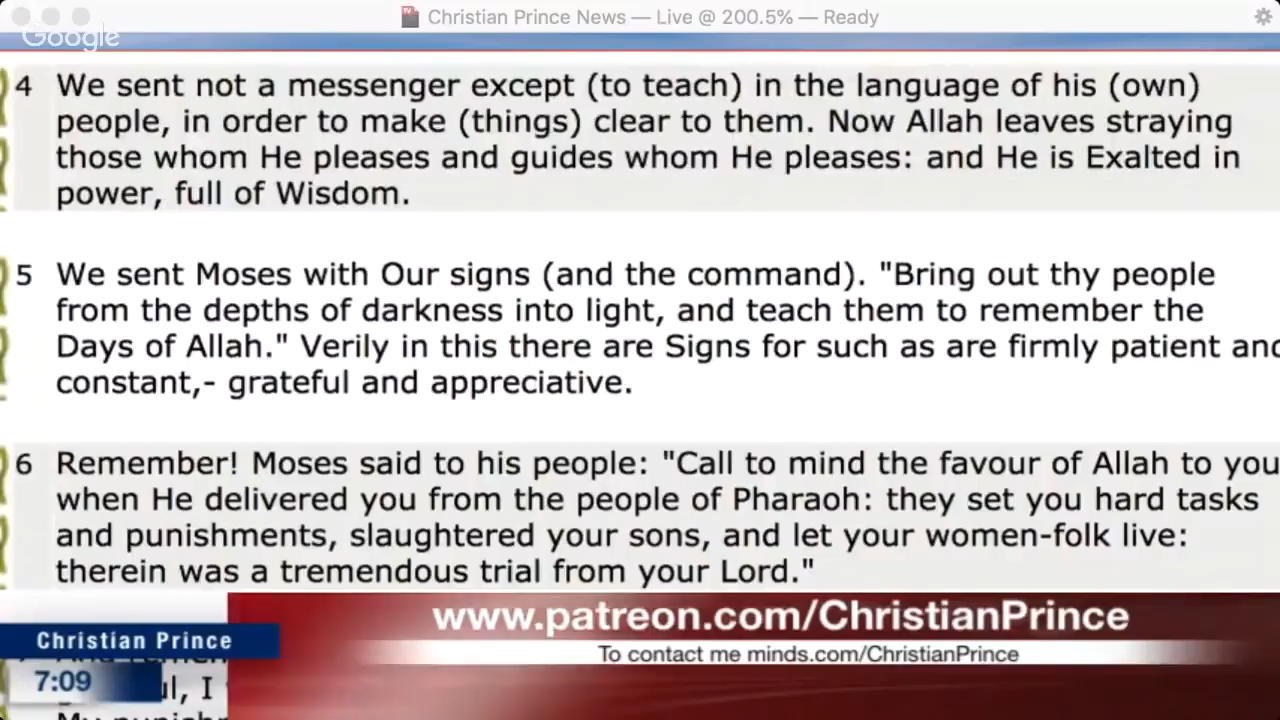 Christian Prince News — Live @ 200.5% — Ready
Google
4 We sent not a messenger except (to teach) in the language of his (own)
people, in order to make (things) clear to them. Now Allah leaves straying
those whom He pleases and guides whom He pleases: and He is Exalted in
power, full of Wisdom.
5 We sent Moses with Our signs (and the command). "Bring out thy people
from the depths of darkness into light, and teach them to remember the
Days of Allah." Verily in this there are Signs for such as are firmly patient and
constant,- grateful and appreciative.
6 Remember! Moses said to his people: "Call to mind the favour of Allah to you
when He delivered you from the people of Pharaoh: they set you hard tasks
and punishments, slaughtered your sons, and let your women-folk live:
therein was a tremendous trial from your Lord."
www.patreon.com/ChristianPrince
Christian Prince
To contact me minds.com/ChristianPrince
7:09
I